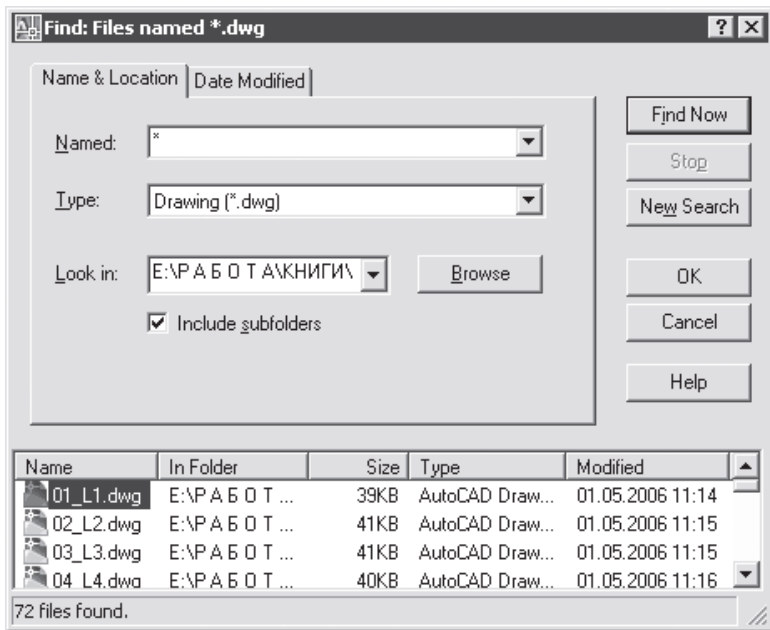 Find: Files named *.dwg
Name & Location Date Modified
Named: *
Find Now
Stop
Type: Drawing (*.dwg)
New Search
Look in: E:\Р А Б О Т А\КНИГИ\ Browse
OK
Include subfolders
Cancel
Help
Name In Folder Size Type Modified
01_L1.dwg E:\Р А Б О Т ... 39KB AutoCAD Draw... 01.05.2006 11:14
02_L2.dwg E:\Р А Б О Т ... 41KB AutoCAD Draw... 01.05.2006 11:15
03_L3.dwg E:\Р А Б О Т ... 41KB AutoCAD Draw... 01.05.2006 11:15
04_L4.dwg E:\Р А Б О Т ... 40KB AutoCAD Draw... 01.05.2006 11:16
72 files found.